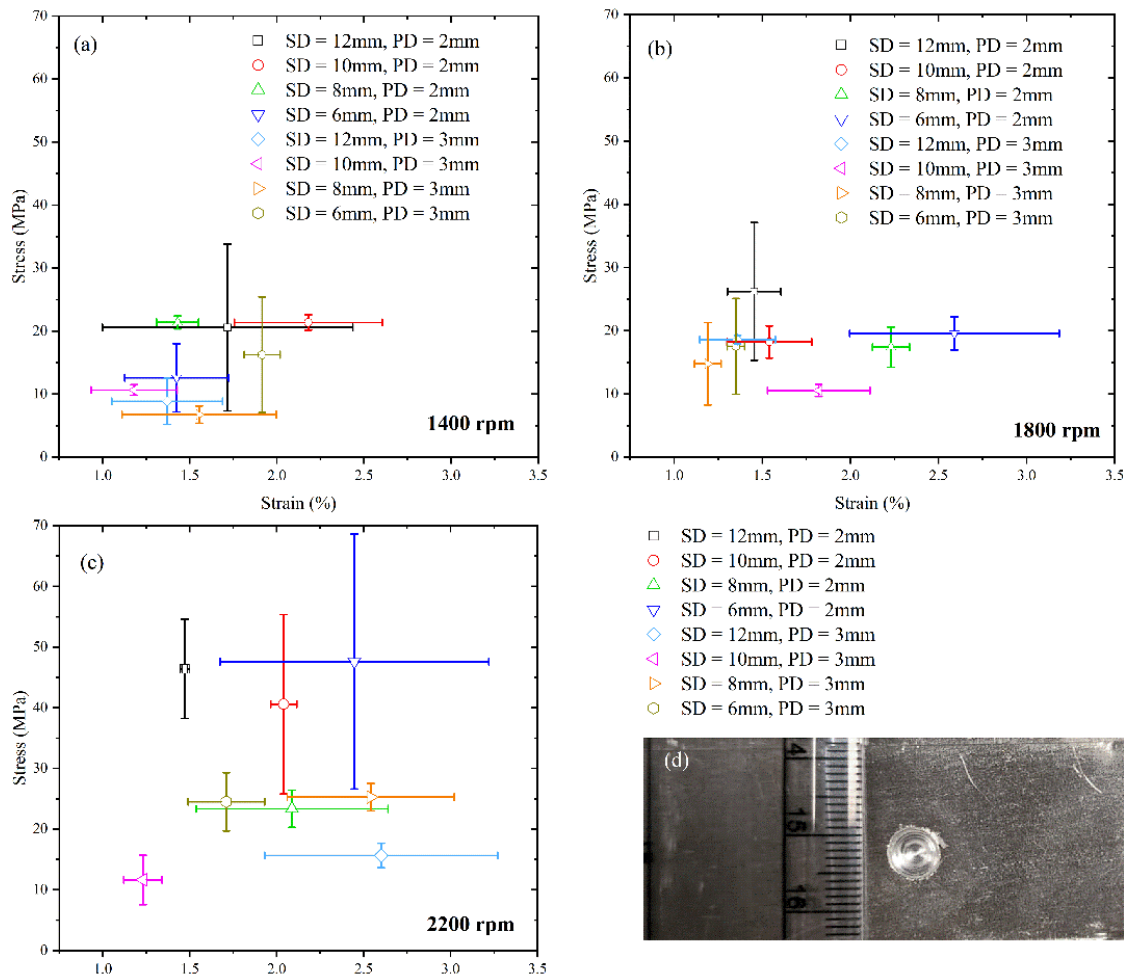 (a)
SD = 12mm, PD = 2mm
SD = 10mm, PD = 2mm
SD = 8mm, PD = 2mm
SD = 6mm, PD = 2mm
SD = 12mm, PD = 3mm
SD = 10mm, PD = 3mm
SD = 8mm, PD = 3mm
SD = 6mm, PD = 3mm
70
60
50
40
30
20
10
0
Stress (MPa)
1400 rpm
1.0 1.5 2.0 2.5 3.0 3.5
Strain (%)
(b)
SD = 12mm, PD = 2mm
SD = 10mm, PD = 2mm
SD = 8mm, PD = 2mm
SD = 6mm, PD = 2mm
SD = 12mm, PD = 3mm
SD = 10mm, PD = 3mm
SD = 8mm, PD = 3mm
SD = 6mm, PD = 3mm
70
60
50
40
30
20
10
0
Stress (MPa)
1800 rpm
1.0 1.5 2.0 2.5 3.0 3.5
Strain (%)
(c)
70
60
50
40
30
20
10
0
Stress (MPa)
2200 rpm
1.0 1.5 2.0 2.5 3.0 3.5
SD = 12mm, PD = 2mm
SD = 10mm, PD = 2mm
SD = 8mm, PD = 2mm
SD = 6mm, PD = 2mm
SD = 12mm, PD = 3mm
SD = 10mm, PD = 3mm
SD = 8mm, PD = 3mm
SD = 6mm, PD = 3mm
(d)
4
15
16